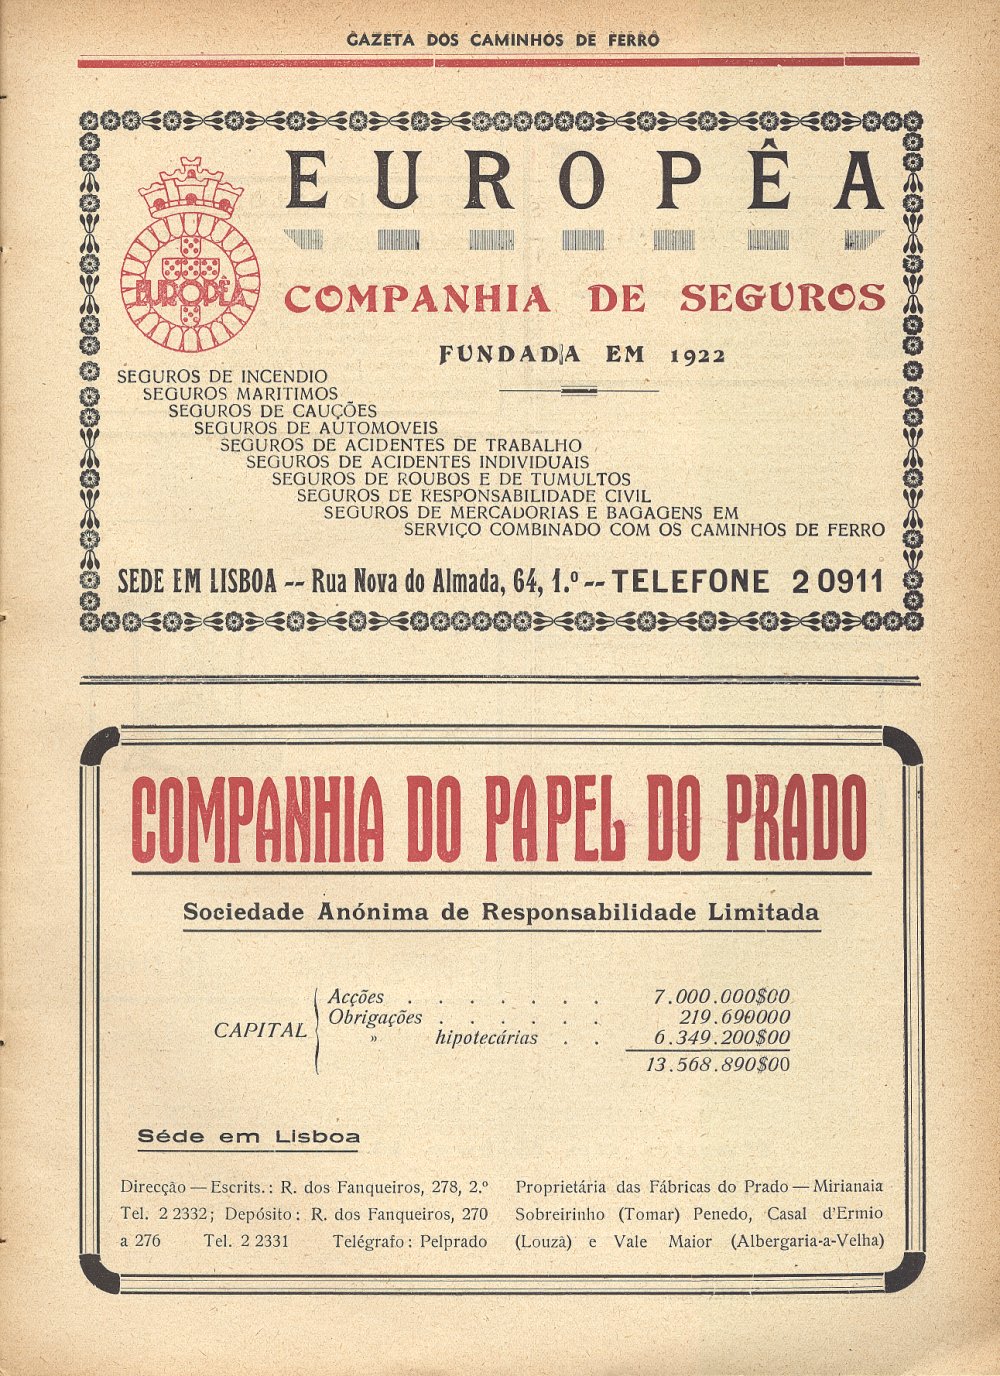 GAZETA DOS CAMINHOS DE FERRO
EUROPÊA
EUROPÊA
COMPANHIA DE SEGUROS
FUNDADA EM 1922
SEGUROS DE INCENDIO
SEGUROS MARITIMOS
SEGUROS DE CAUÇÕES
SEGUROS DE AUTOMOVEIS
SEGUROS DE ACIDENTES DE TRABALHO
SEGUROS DE ACIDENTES INDIVIDUAIS
SEGUROS DE ROUBOS E DE TUMULTOS
SEGUROS DE RESPONSABILIDADE CIVIL
SEGUROS DE MERCADORIAS E BAGAGENS EM
SERVIÇO COMBINADO COM OS CAMINHOS DE FERRO
SEDE EM LISBOA -- Rua Nova do Almada, 64, 1.º -- TELEFONE 2 0911
COMPANHIA DO PAPEL DO PRADO
Sociedade Anónima de Responsabilidade Limitada
CAPITAL
Acções . . . . . . . 7.000.000$00
Obrigações . . . . . . 219.690000
» hipotecárias . . 6.349.200$00
13.568.890$00
Séde em Lisboa
Direcção — Escrits.: R. dos Fanqueiros, 278, 2.º
Tel. 2 2332; Depósito: R. dos Fanqueiros, 270
a 276 Tel. 2 2331 Telégrafo: Pelprado
Proprietária das Fábricas do Prado — Mirianaia
Sobreirinho (Tomar) Penedo, Casal d'Ermio
(Louzã) e Vale Maior (Albergaria-a-Velha)